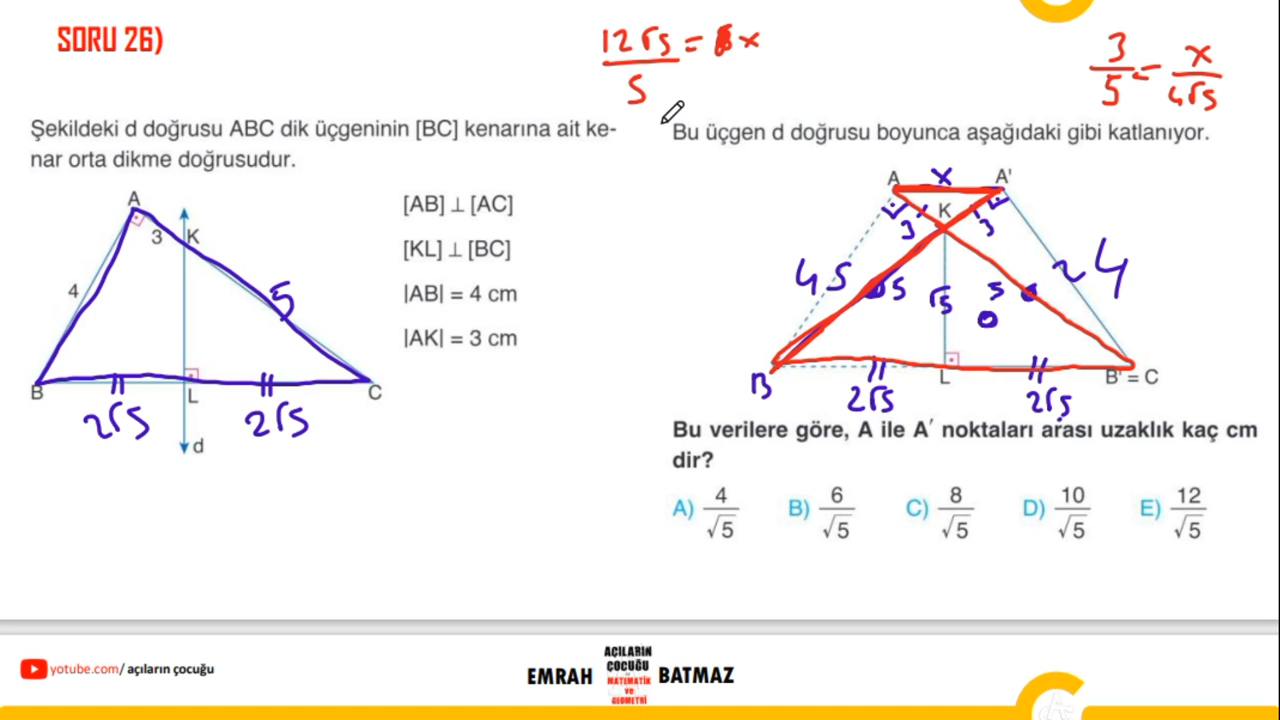 SORU 26)
12√5/5 = x
3/5 = x/4√5
Şekildeki d doğrusu ABC dik üçgeninin [BC] kenarına ait ke-
nar orta dikme doğrusudur.
A
3
K
4
5
B
L
C
2√5
2√5
d
[AB] ⊥ [AC]
[KL] ⊥ [BC]
|AB| = 4 cm
|AK| = 3 cm
Bu üçgen d doğrusu boyunca aşağıdaki gibi katlanıyor.
A
x
A'
K
3
3
4
5
5
√5
5
4
B
L
B' = C
2√5
2√5
Bu verilere göre, A ile A' noktaları arası uzaklık kaç cm
dir?
A) 4/√5 B) 6/√5 C) 8/√5 D) 10/√5 E) 12/√5
yotube.com/ açıların çocuğu
EMRAH
AÇILARIN
ÇOCUĞU
MATEMATİK
ve
GEOMETRİ
BATMAZ